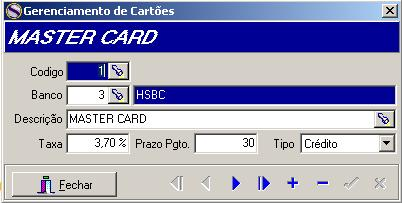 Gerenciamento de Cartões
MASTER CARD
Codigo 1
Banco 3 HSBC
Descrição MASTER CARD
Taxa 3,70 % Prazo Pgto. 30 Tipo Crédito
Fechar